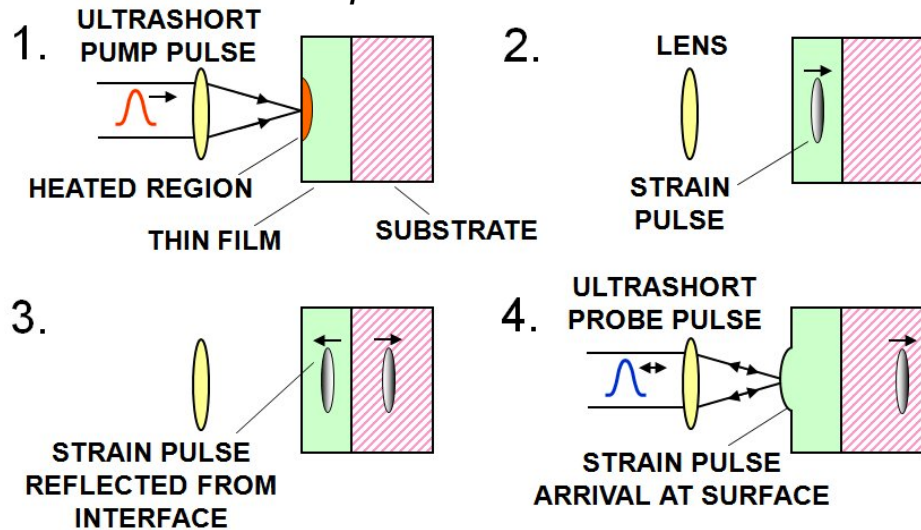 1.
ULTRASHORT
PUMP PULSE
HEATED REGION
THIN FILM
SUBSTRATE
2.
LENS
STRAIN
PULSE
3.
STRAIN PULSE
REFLECTED FROM
INTERFACE
4.
ULTRASHORT
PROBE PULSE
STRAIN PULSE
ARRIVAL AT SURFACE